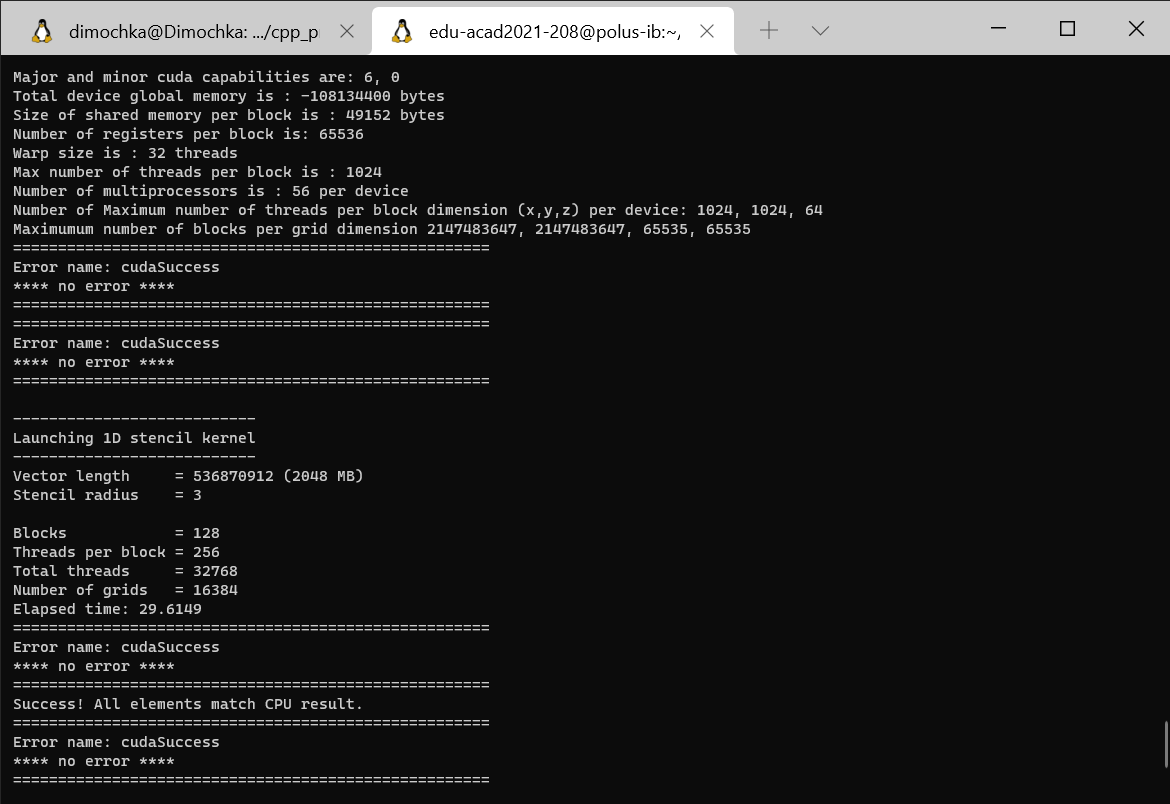 dimochka@Dimochka: .../cpp_p
edu-acad2021-208@polus-ib:~,
Major and minor cuda capabilities are: 6, 0
Total device global memory is : -108134400 bytes
Size of shared memory per block is : 49152 bytes
Number of registers per block is: 65536
Warp size is : 32 threads
Max number of threads per block is : 1024
Number of multiprocessors is : 56 per device
Number of Maximum number of threads per block dimension (x,y,z) per device: 1024, 1024, 64
Maximumum number of blocks per grid dimension 2147483647, 2147483647, 65535, 65535
=====================================================
Error name: cudaSuccess
**** no error ****
=====================================================
=====================================================
Error name: cudaSuccess
**** no error ****
=====================================================
---------------------------
Launching 1D stencil kernel
---------------------------
Vector length     = 536870912 (2048 MB)
Stencil radius    = 3
Blocks            = 128
Threads per block = 256
Total threads     = 32768
Number of grids   = 16384
Elapsed time: 29.6149
=====================================================
Error name: cudaSuccess
**** no error ****
=====================================================
Success! All elements match CPU result.
=====================================================
Error name: cudaSuccess
**** no error ****
=====================================================